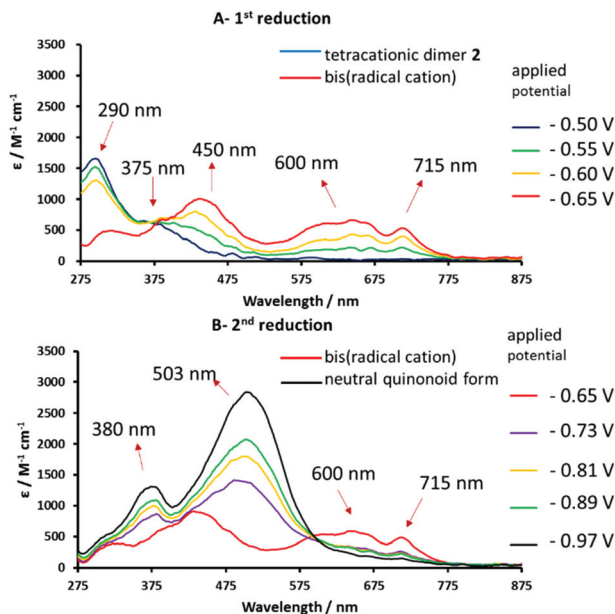 A- 1st reduction
tetracationic dimer 2
bis(radical cation)
applied
potential
- 0.50 V
- 0.55 V
- 0.60 V
- 0.65 V
290 nm
375 nm
450 nm
600 nm
715 nm
ε / M-1 cm-1
3500
3000
2500
2000
1500
1000
500
0
275 375 475 575 675 775 875
Wavelength / nm
B- 2nd reduction
bis(radical cation)
neutral quinonoid form
applied
potential
- 0.65 V
- 0.73 V
- 0.81 V
- 0.89 V
- 0.97 V
503 nm
380 nm
600 nm
715 nm
ε / M-1 cm-1
3500
3000
2500
2000
1500
1000
500
0
275 375 475 575 675 775 875
Wavelength / nm